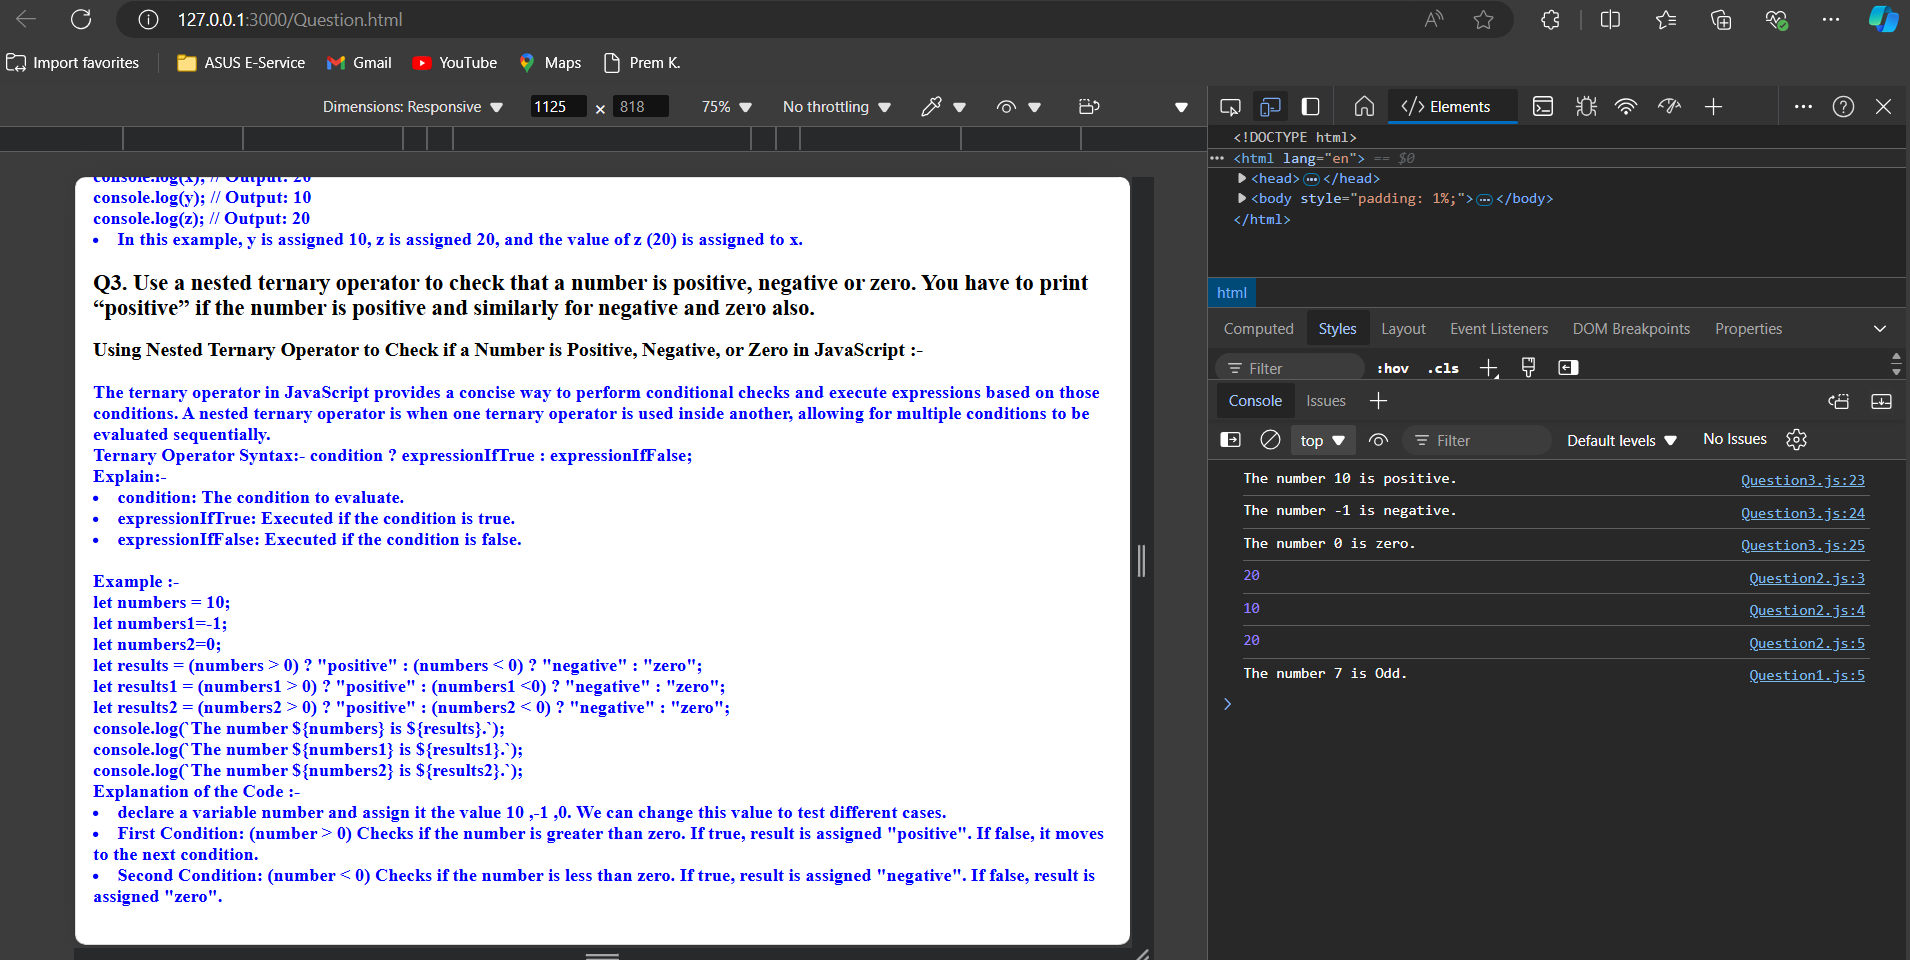 127.0.0.1:3000/Question.html
Import favorites
ASUS E-Service
Gmail
YouTube
Maps
Prem K.
Dimensions: Responsive
1125 × 818
75%
No throttling
console.log(x); // Output: 20
console.log(y); // Output: 10
console.log(z); // Output: 20
• In this example, y is assigned 10, z is assigned 20, and the value of z (20) is assigned to x.
Q3. Use a nested ternary operator to check that a number is positive, negative or zero. You have to print
“positive” if the number is positive and similarly for negative and zero also.
Using Nested Ternary Operator to Check if a Number is Positive, Negative, or Zero in JavaScript :-
The ternary operator in JavaScript provides a concise way to perform conditional checks and execute expressions based on those
conditions. A nested ternary operator is when one ternary operator is used inside another, allowing for multiple conditions to be
evaluated sequentially.
Ternary Operator Syntax:- condition ? expressionIfTrue : expressionIfFalse;
Explain:-
• condition: The condition to evaluate.
• expressionIfTrue: Executed if the condition is true.
• expressionIfFalse: Executed if the condition is false.
Example :-
let numbers = 10;
let numbers1=-1;
let numbers2=0;
let results = (numbers > 0) ? "positive" : (numbers < 0) ? "negative" : "zero";
let results1 = (numbers1 > 0) ? "positive" : (numbers1 <0) ? "negative" : "zero";
let results2 = (numbers2 > 0) ? "positive" : (numbers2 < 0) ? "negative" : "zero";
console.log(`The number ${numbers} is ${results}.`);
console.log(`The number ${numbers1} is ${results1}.`);
console.log(`The number ${numbers2} is ${results2}.`);
Explanation of the Code :-
• declare a variable number and assign it the value 10 ,-1 ,0. We can change this value to test different cases.
• First Condition: (number > 0) Checks if the number is greater than zero. If true, result is assigned "positive". If false, it moves
to the next condition.
• Second Condition: (number < 0) Checks if the number is less than zero. If true, result is assigned "negative". If false, result is
assigned "zero".
</> Elements
<!DOCTYPE html>
··· <html lang="en"> == $0
<head> ··· </head>
<body style="padding: 1%;"> ··· </body>
</html>
html
Computed
Styles
Layout
Event Listeners
DOM Breakpoints
Properties
Filter
:hov
.cls
Console
Issues
top
Filter
Default levels
No Issues
The number 10 is positive. Question3.js:23
The number -1 is negative. Question3.js:24
The number 0 is zero. Question3.js:25
20 Question2.js:3
10 Question2.js:4
20 Question2.js:5
The number 7 is Odd. Question1.js:5